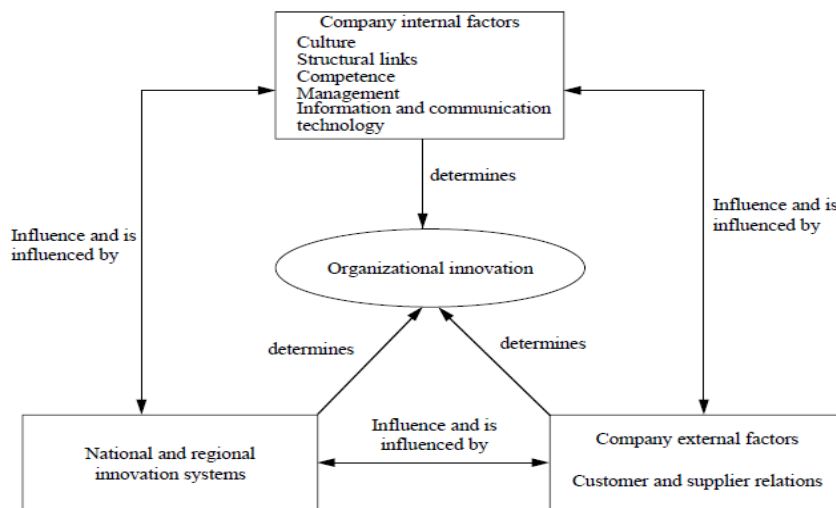 Company internal factors
Culture
Structural links
Competence
Management
Information and communication
technology
determines
Influence and is
influenced by
Influence and is
influenced by
Organizational innovation
determines
determines
National and regional
innovation systems
Influence and is
influenced by
Company external factors
Customer and supplier relations